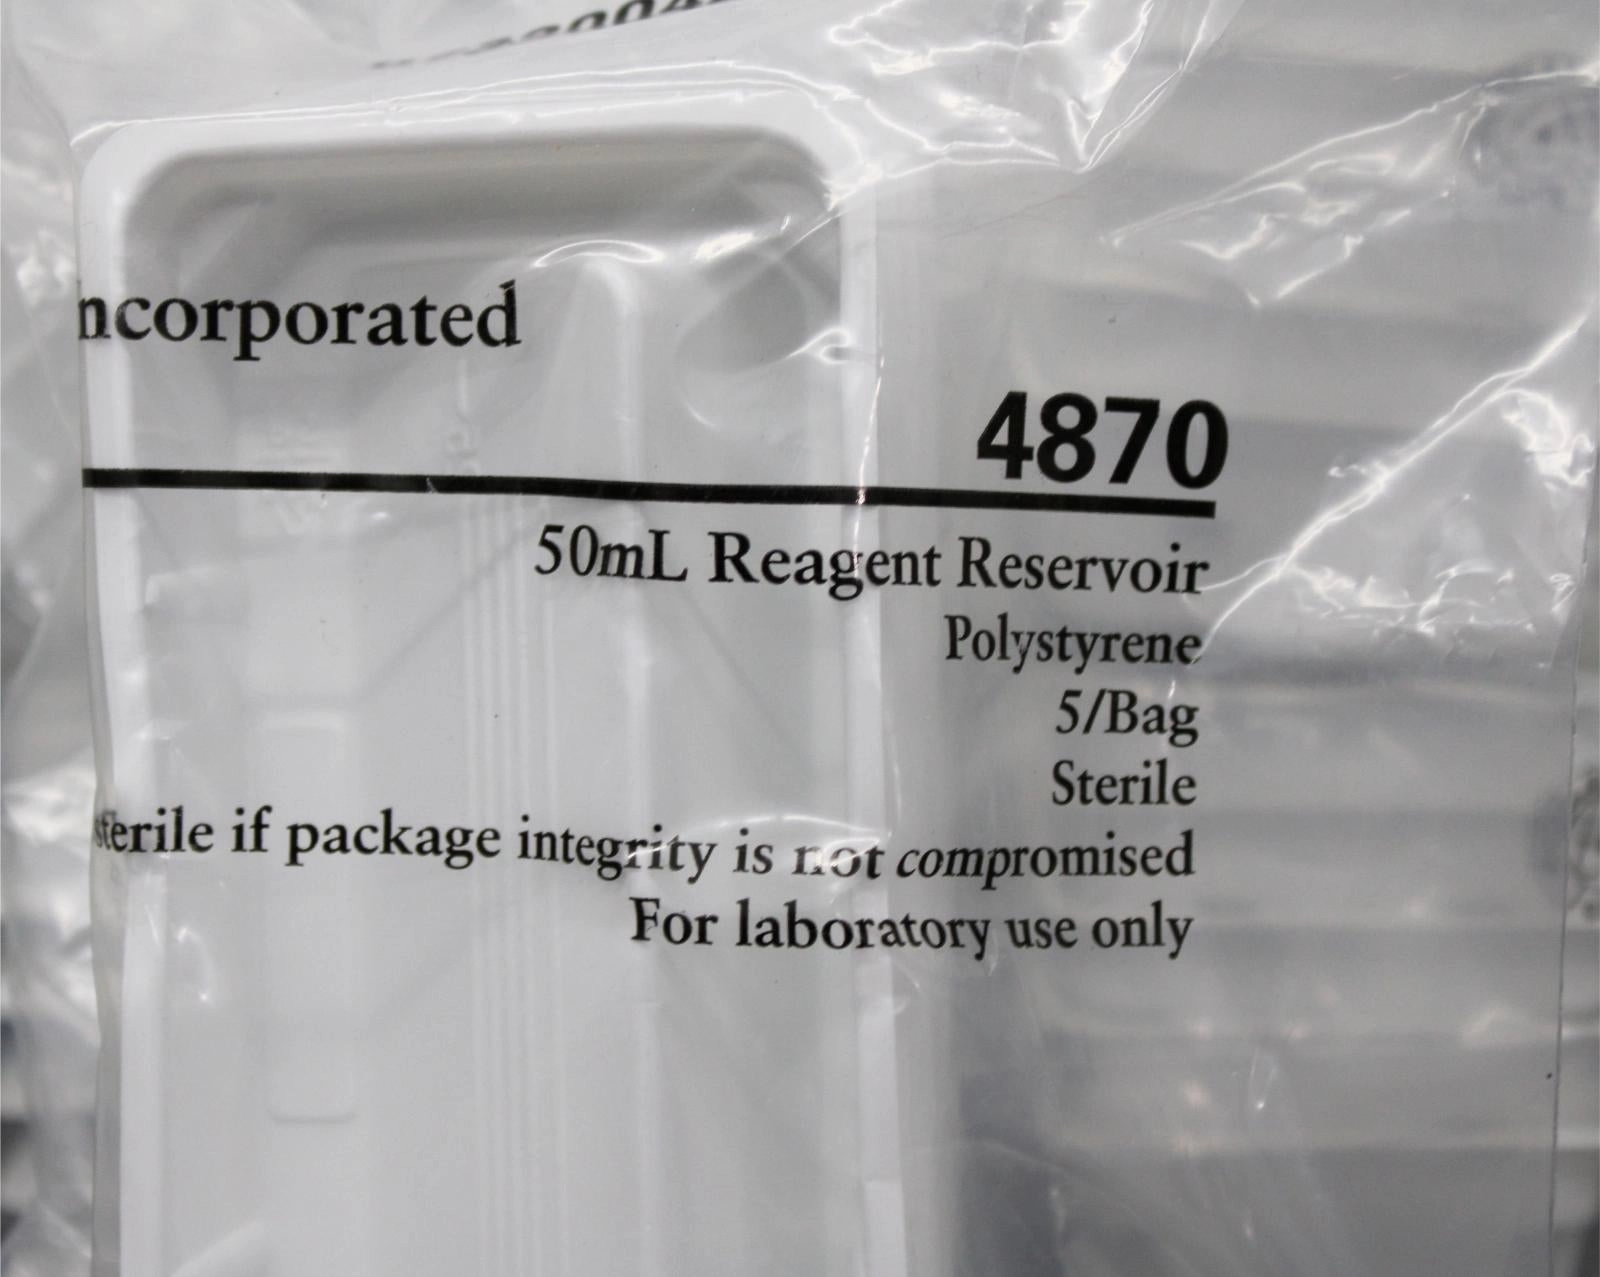 ncorporated
4870
50mL Reagent Reservoir
Polystyrene
5/Bag
Sterile
sterile if package integrity is not compromised
For laboratory use only